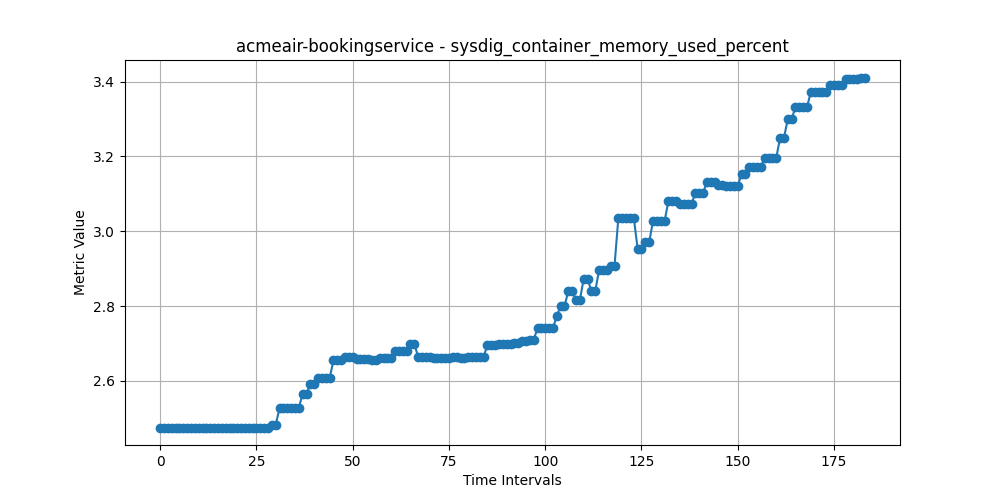 acmeair-bookingservice - sysdig_container_memory_used_percent
Metric Value
3.4
3.2
3.0
2.8
2.6
0 25 50 75 100 125 150 175
Time Intervals